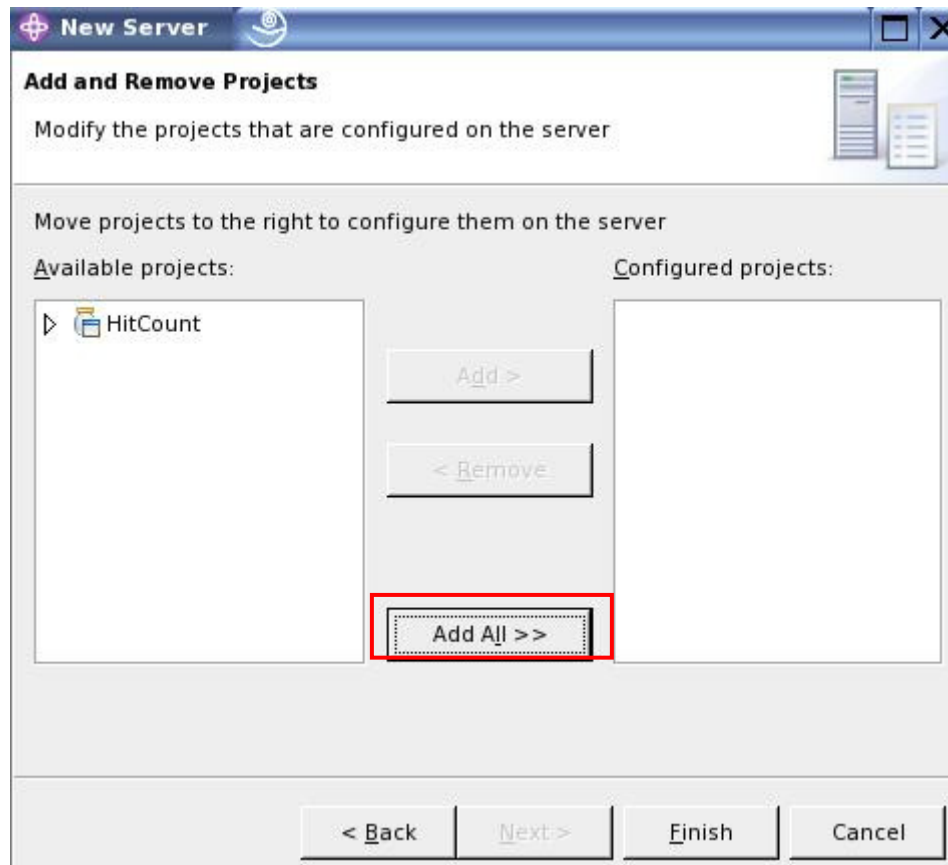 New Server
Add and Remove Projects
Modify the projects that are configured on the server
Move projects to the right to configure them on the server
Available projects:
Configured projects:
HitCount
Add >
< Remove
Add All >>
< Back
Next >
Finish
Cancel